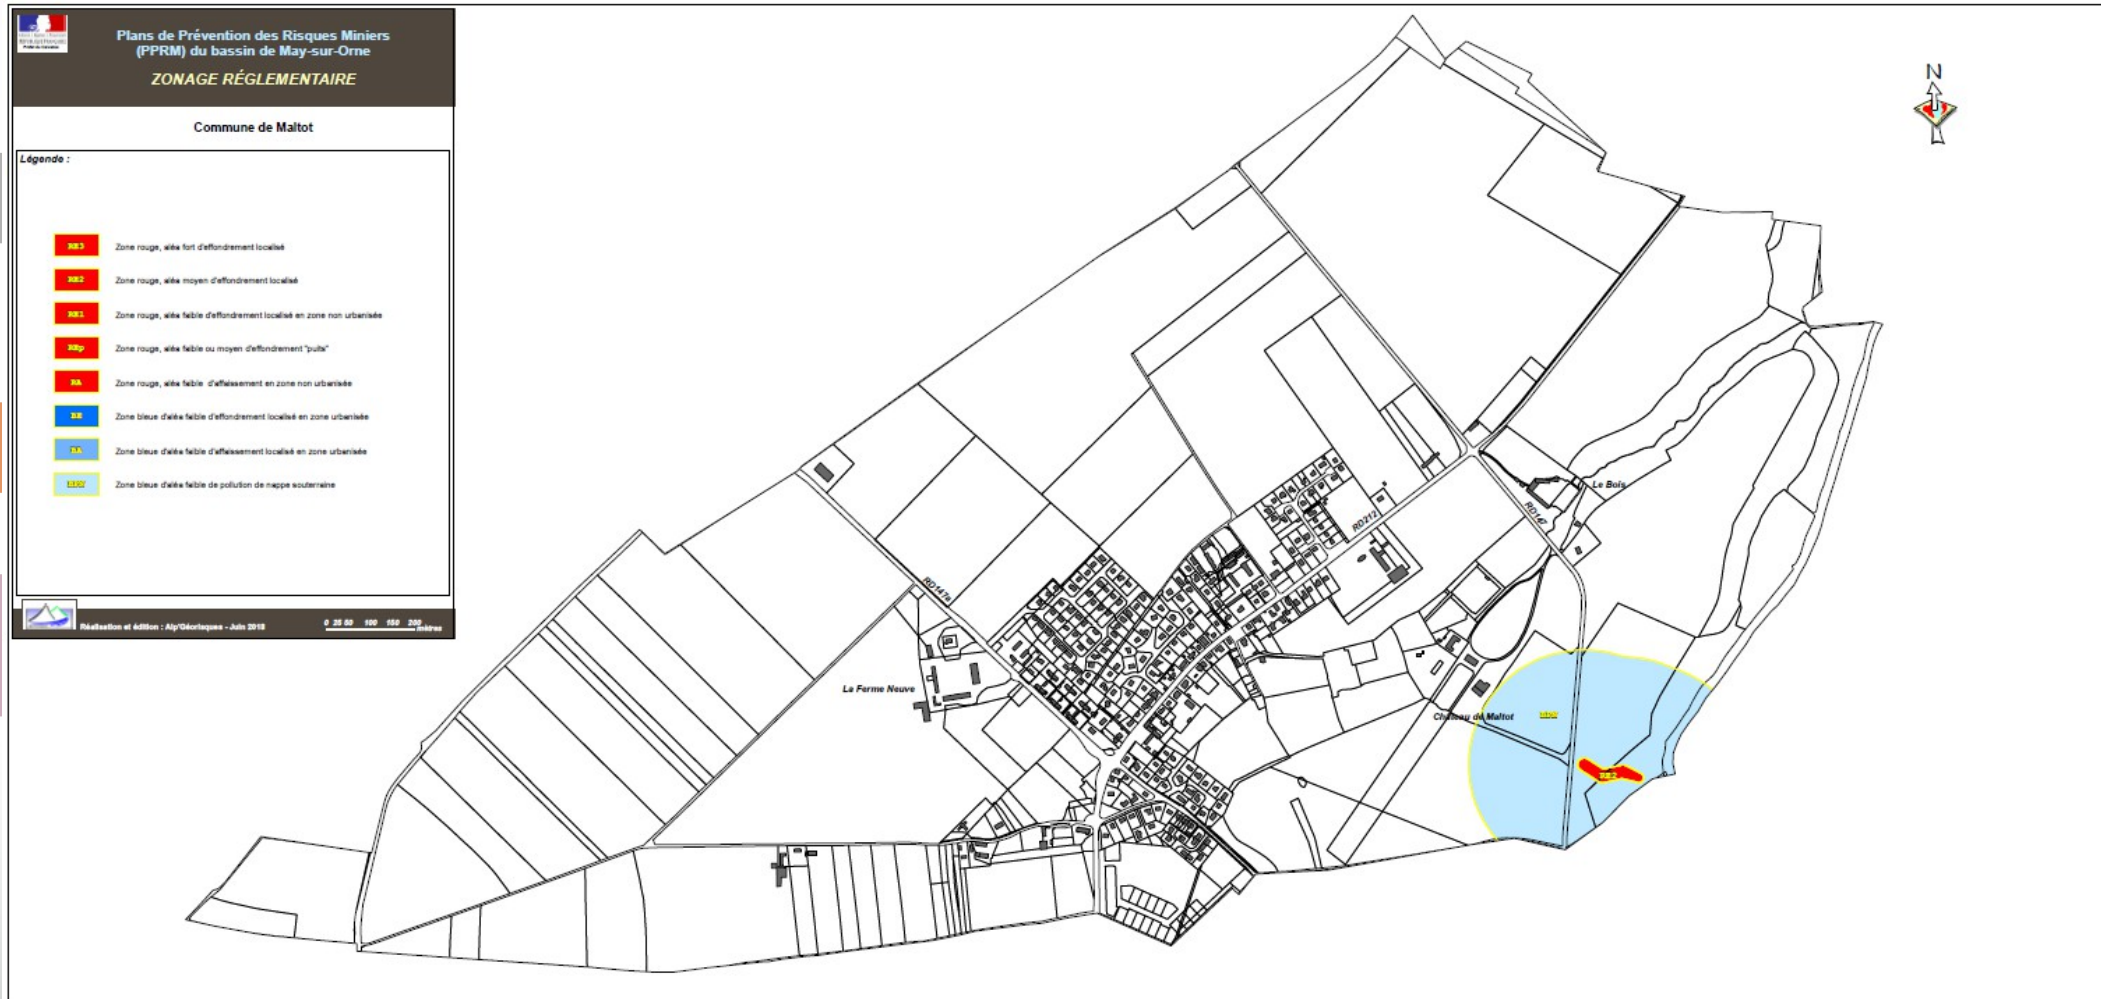 Plans de Prévention des Risques Miniers
(PPRM) du bassin de May-sur-Orne
ZONAGE RÉGLEMENTAIRE
Commune de Maltot
Légende :
RE3 Zone rouge, aléa fort d'effondrement localisé
RE2 Zone rouge, aléa moyen d'effondrement localisé
RE1 Zone rouge, aléa faible d'effondrement localisé en zone non urbanisée
REp Zone rouge, aléa faible ou moyen d'effondrement "puits"
RA Zone rouge, aléa faible d'affaissement en zone non urbanisée
BE Zone bleue d'aléa faible d'effondrement localisé en zone urbanisée
BA Zone bleue d'aléa faible d'affaissement localisé en zone urbanisée
Zone bleue d'aléa faible de pollution de nappe souterraine
Réalisation et édition : Alp'Géorisques - Juin 2018
0 25 50 100 150 200
mètres
N
Le Bois
RD147
RD212
RD147a
La Ferme Neuve
Château de Maltot
RE2